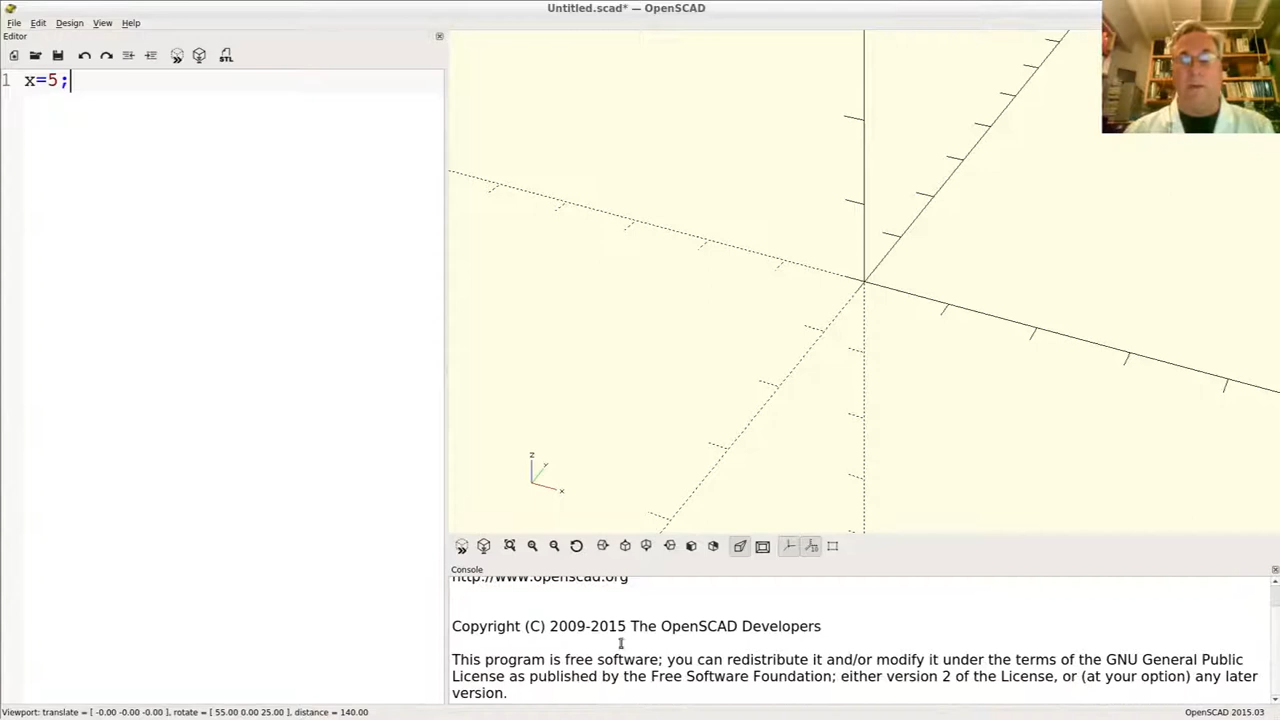 Untitled.scad* — OpenSCAD
File Edit Design View Help
Editor
STL
1 x=5;
z
y
x
10
Console
http://www.openscad.org
Copyright (C) 2009-2015 The OpenSCAD Developers
This program is free software; you can redistribute it and/or modify it under the terms of the GNU General Public
License as published by the Free Software Foundation; either version 2 of the License, or (at your option) any later
version.
Viewport: translate = [ -0.00 -0.00 -0.00 ], rotate = [ 55.00 0.00 25.00 ], distance = 140.00
OpenSCAD 2015.03